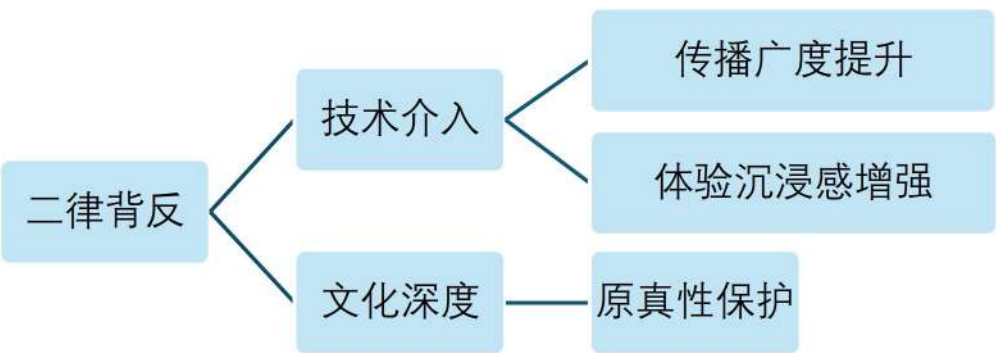 传播广度提升
技术介入
体验沉浸感增强
二律背反
文化深度
原真性保护